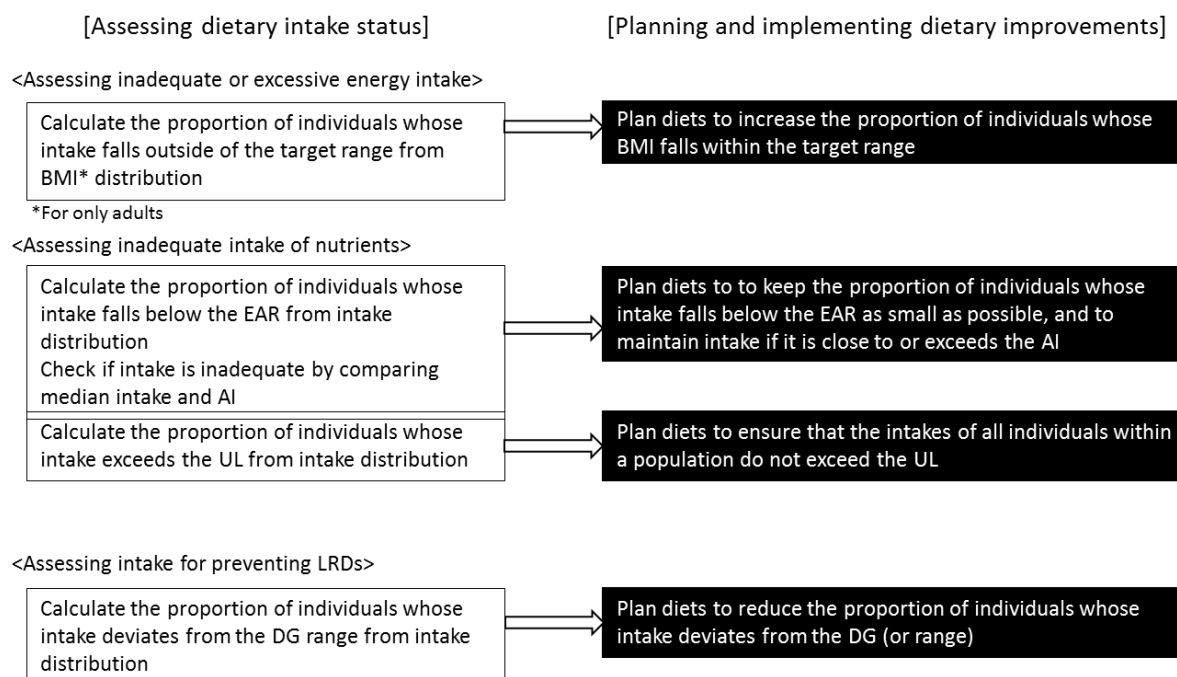 [Assessing dietary intake status]
[Planning and implementing dietary improvements]
<Assessing inadequate or excessive energy intake>
Calculate the proportion of individuals whose
intake falls outside of the target range from
BMI* distribution
Plan diets to increase the proportion of individuals whose
BMI falls within the target range
*For only adults
<Assessing inadequate intake of nutrients>
Calculate the proportion of individuals whose
intake falls below the EAR from intake
distribution
Check if intake is inadequate by comparing
median intake and AI
Plan diets to to keep the proportion of individuals whose
intake falls below the EAR as small as possible, and to
maintain intake if it is close to or exceeds the AI
Calculate the proportion of individuals whose
intake exceeds the UL from intake distribution
Plan diets to ensure that the intakes of all individuals within
a population do not exceed the UL
<Assessing intake for preventing LRDs>
Calculate the proportion of individuals whose
intake deviates from the DG range from intake
distribution
Plan diets to reduce the proportion of individuals whose
intake deviates from the DG (or range)